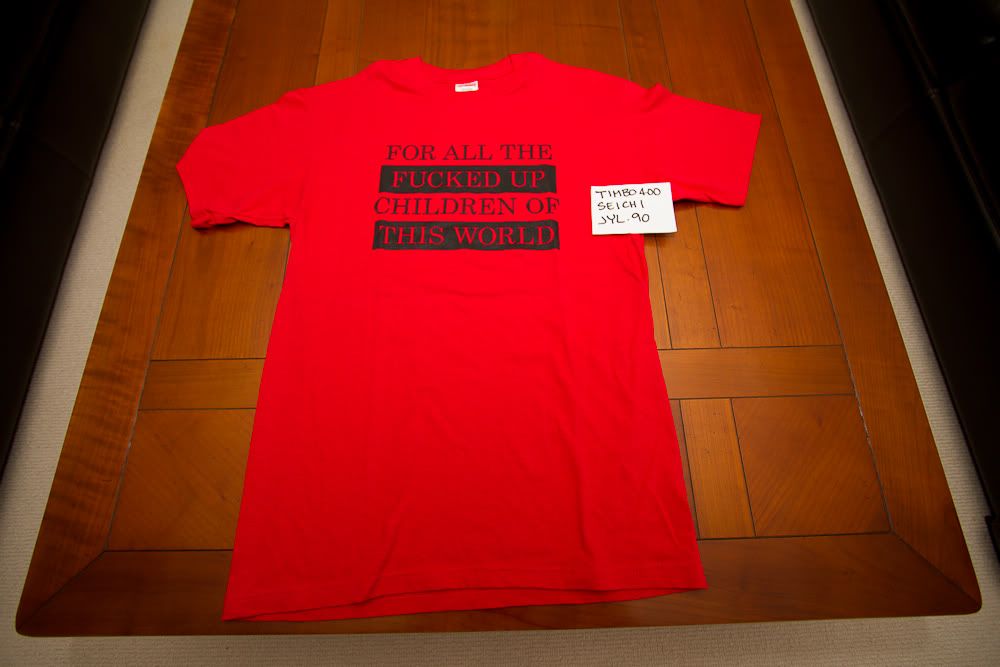 FOR ALL THE
FUCKED UP
CHILDREN OF
THIS WORLD
TIMBO400
SEICHI
JYL-90